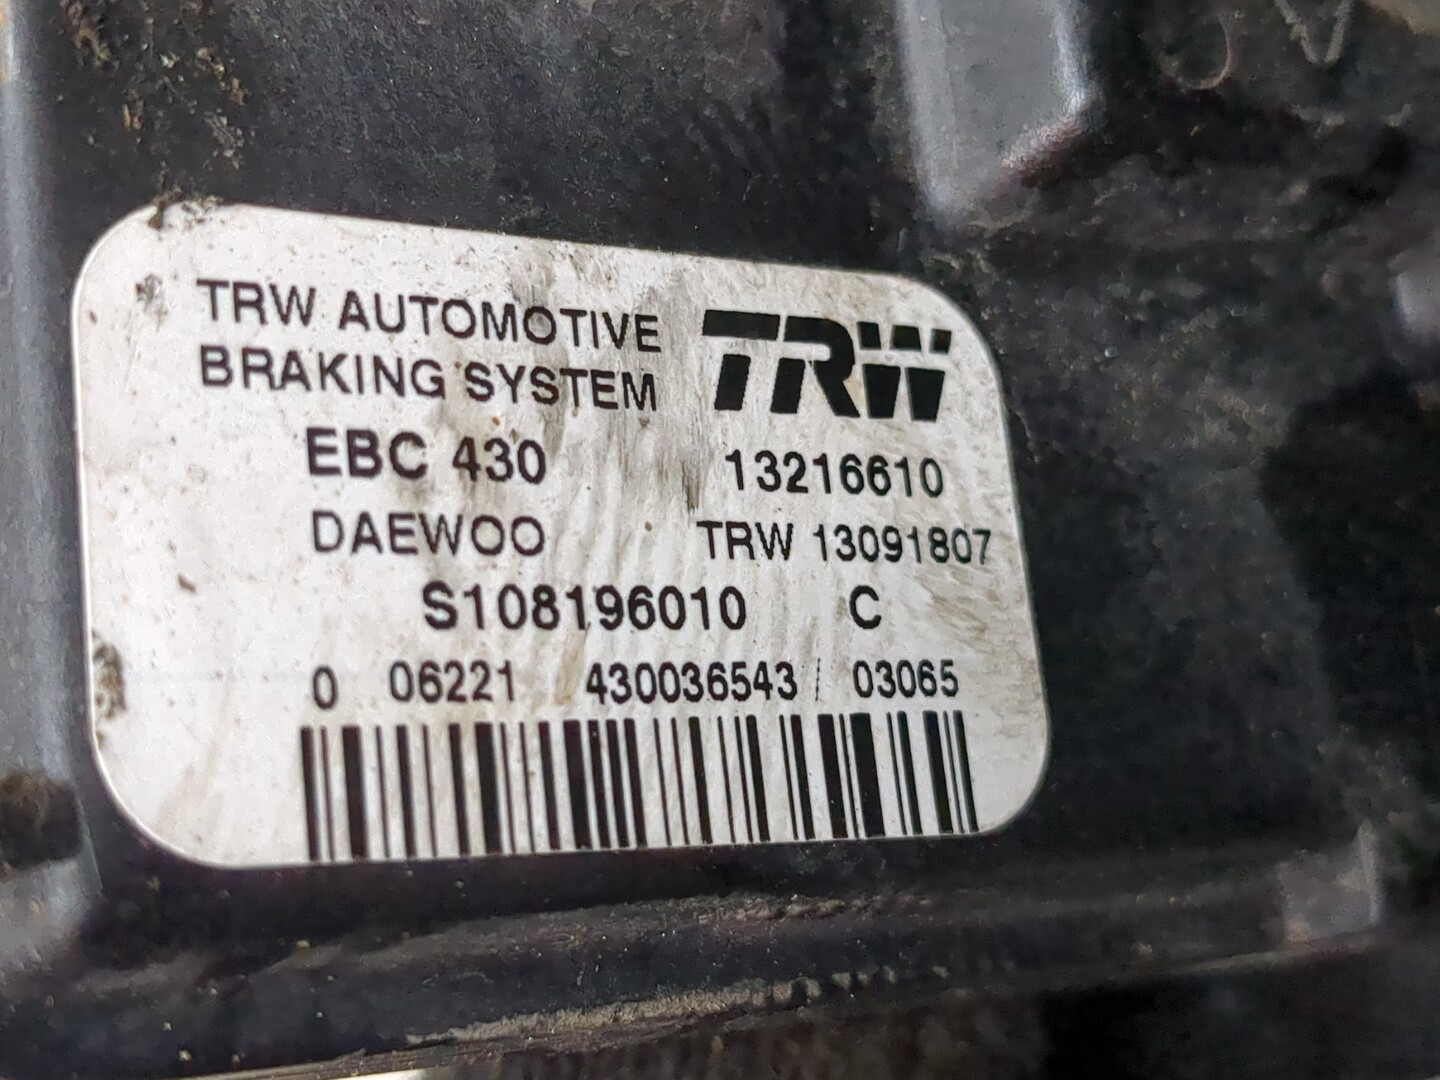 TRW AUTOMOTIVE
BRAKING SYSTEM
TRW
EBC 430 13216610
DAEWOO TRW 13091807
S108196010 C
0 06221 430036543 / 03065